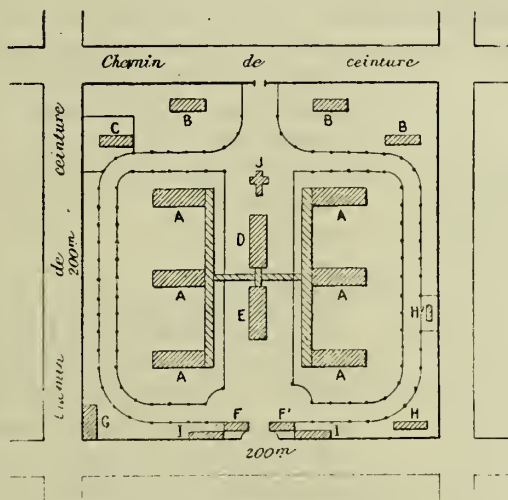 Chemin de ceinture
B B
C B
ceinture
J
A A
de
200m.
D
A A
E
H'
A A
G
F F'
H
I I
200m